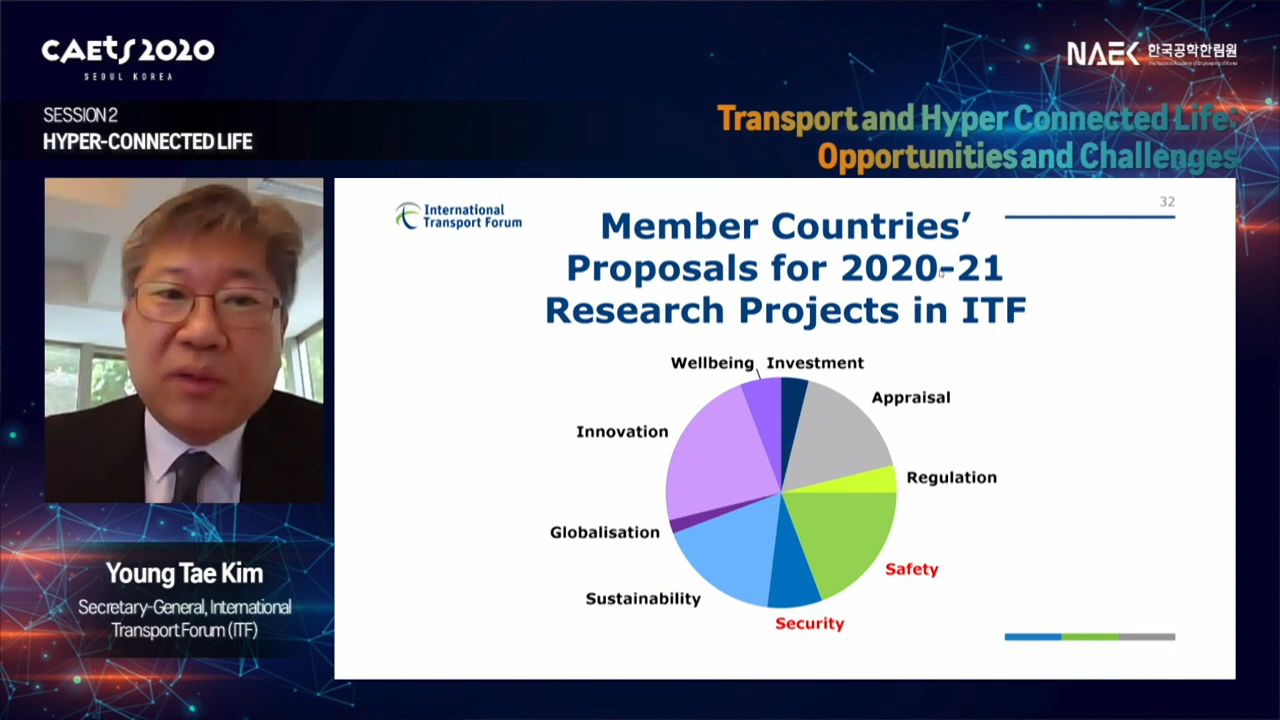 CAETS 2020
SEOUL KOREA
NAEK 한국공학한림원
The National Academy of Engineering of Korea
SESSION 2
HYPER-CONNECTED LIFE
Transport and Hyper Connected Life:
Opportunities and Challenges
International
Transport Forum
32
Member Countries’
Proposals for 2020-21
Research Projects in ITF
Wellbeing
Investment
Appraisal
Innovation
Regulation
Globalisation
Safety
Sustainability
Security
Young Tae Kim
Secretary-General, International
Transport Forum (ITF)